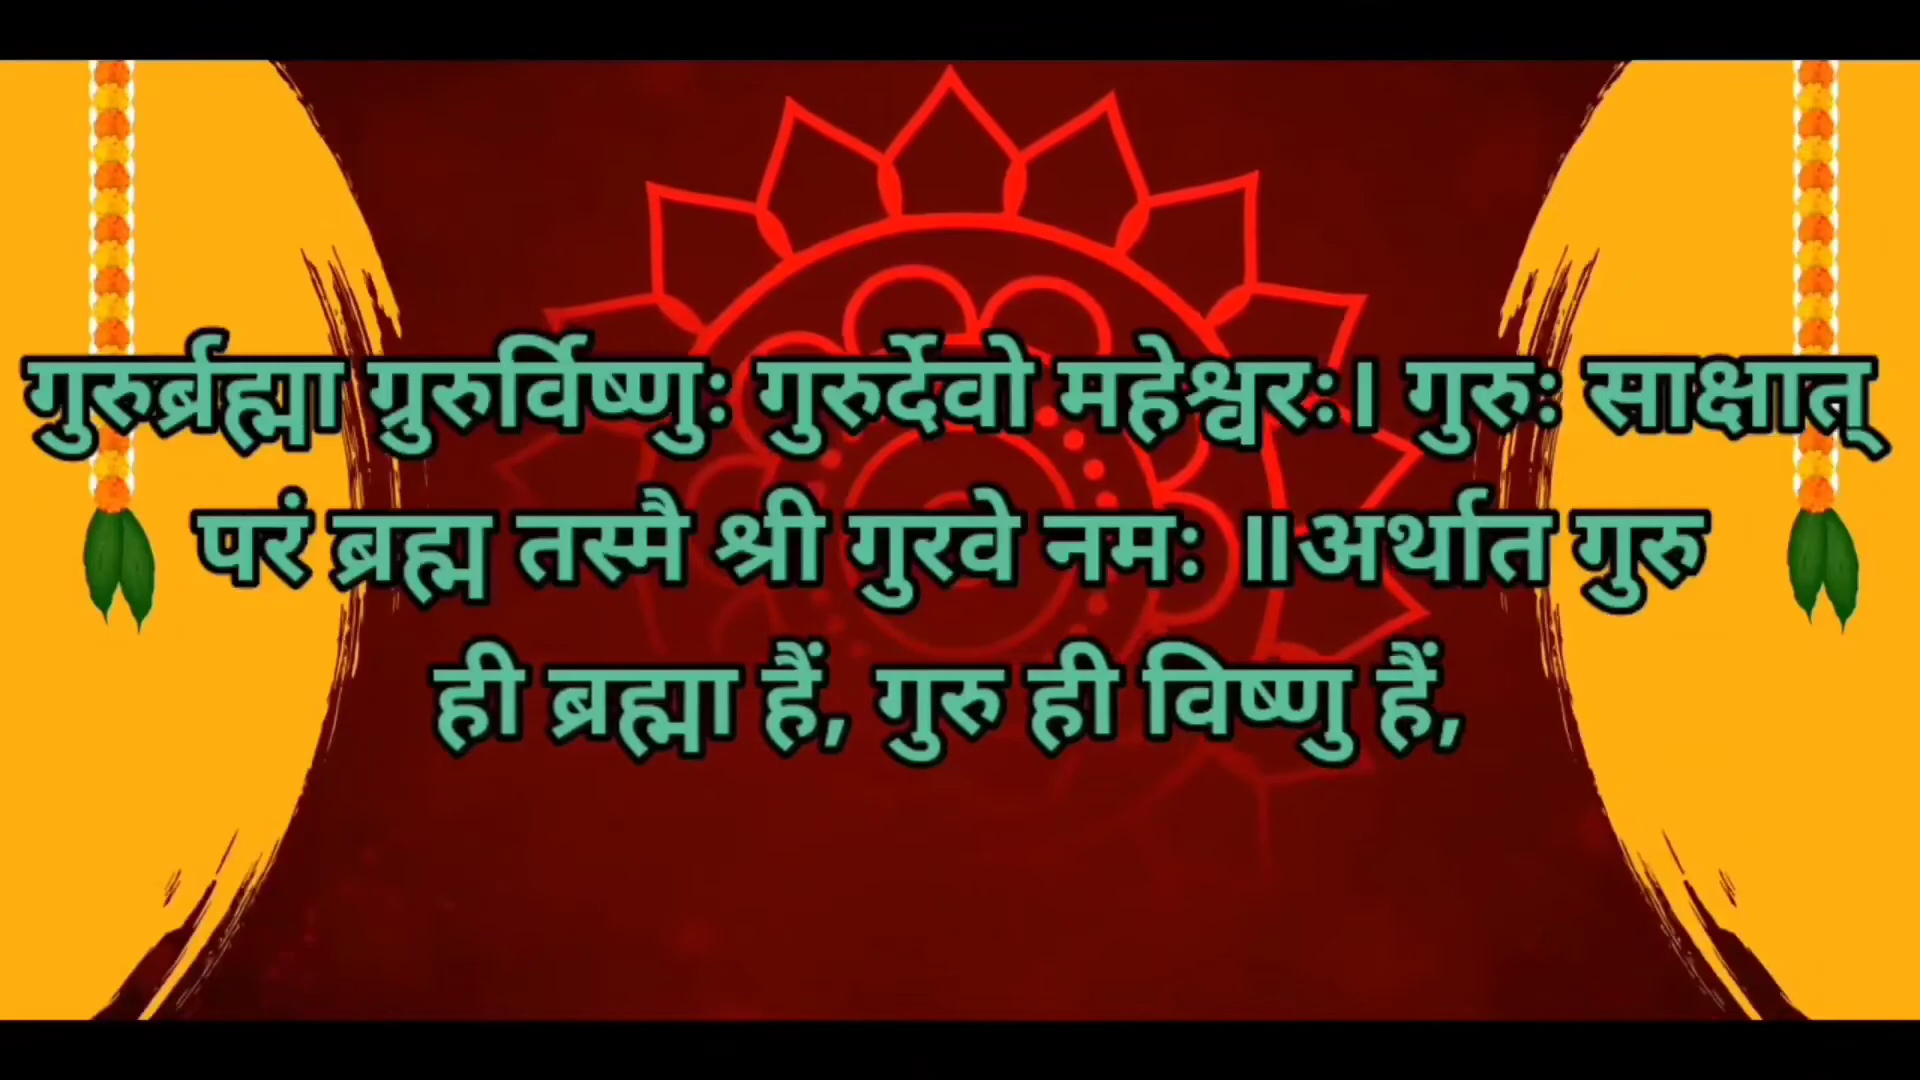 गुरुर्ब्रह्मा ग्रुरुर्विष्णुः गुरुर्देवो महेश्वरः। गुरुः साक्षात्
परं ब्रह्म तस्मै श्री गुरवे नमः ॥अर्थात गुरु
ही ब्रह्मा हैं, गुरु ही विष्णु हैं,